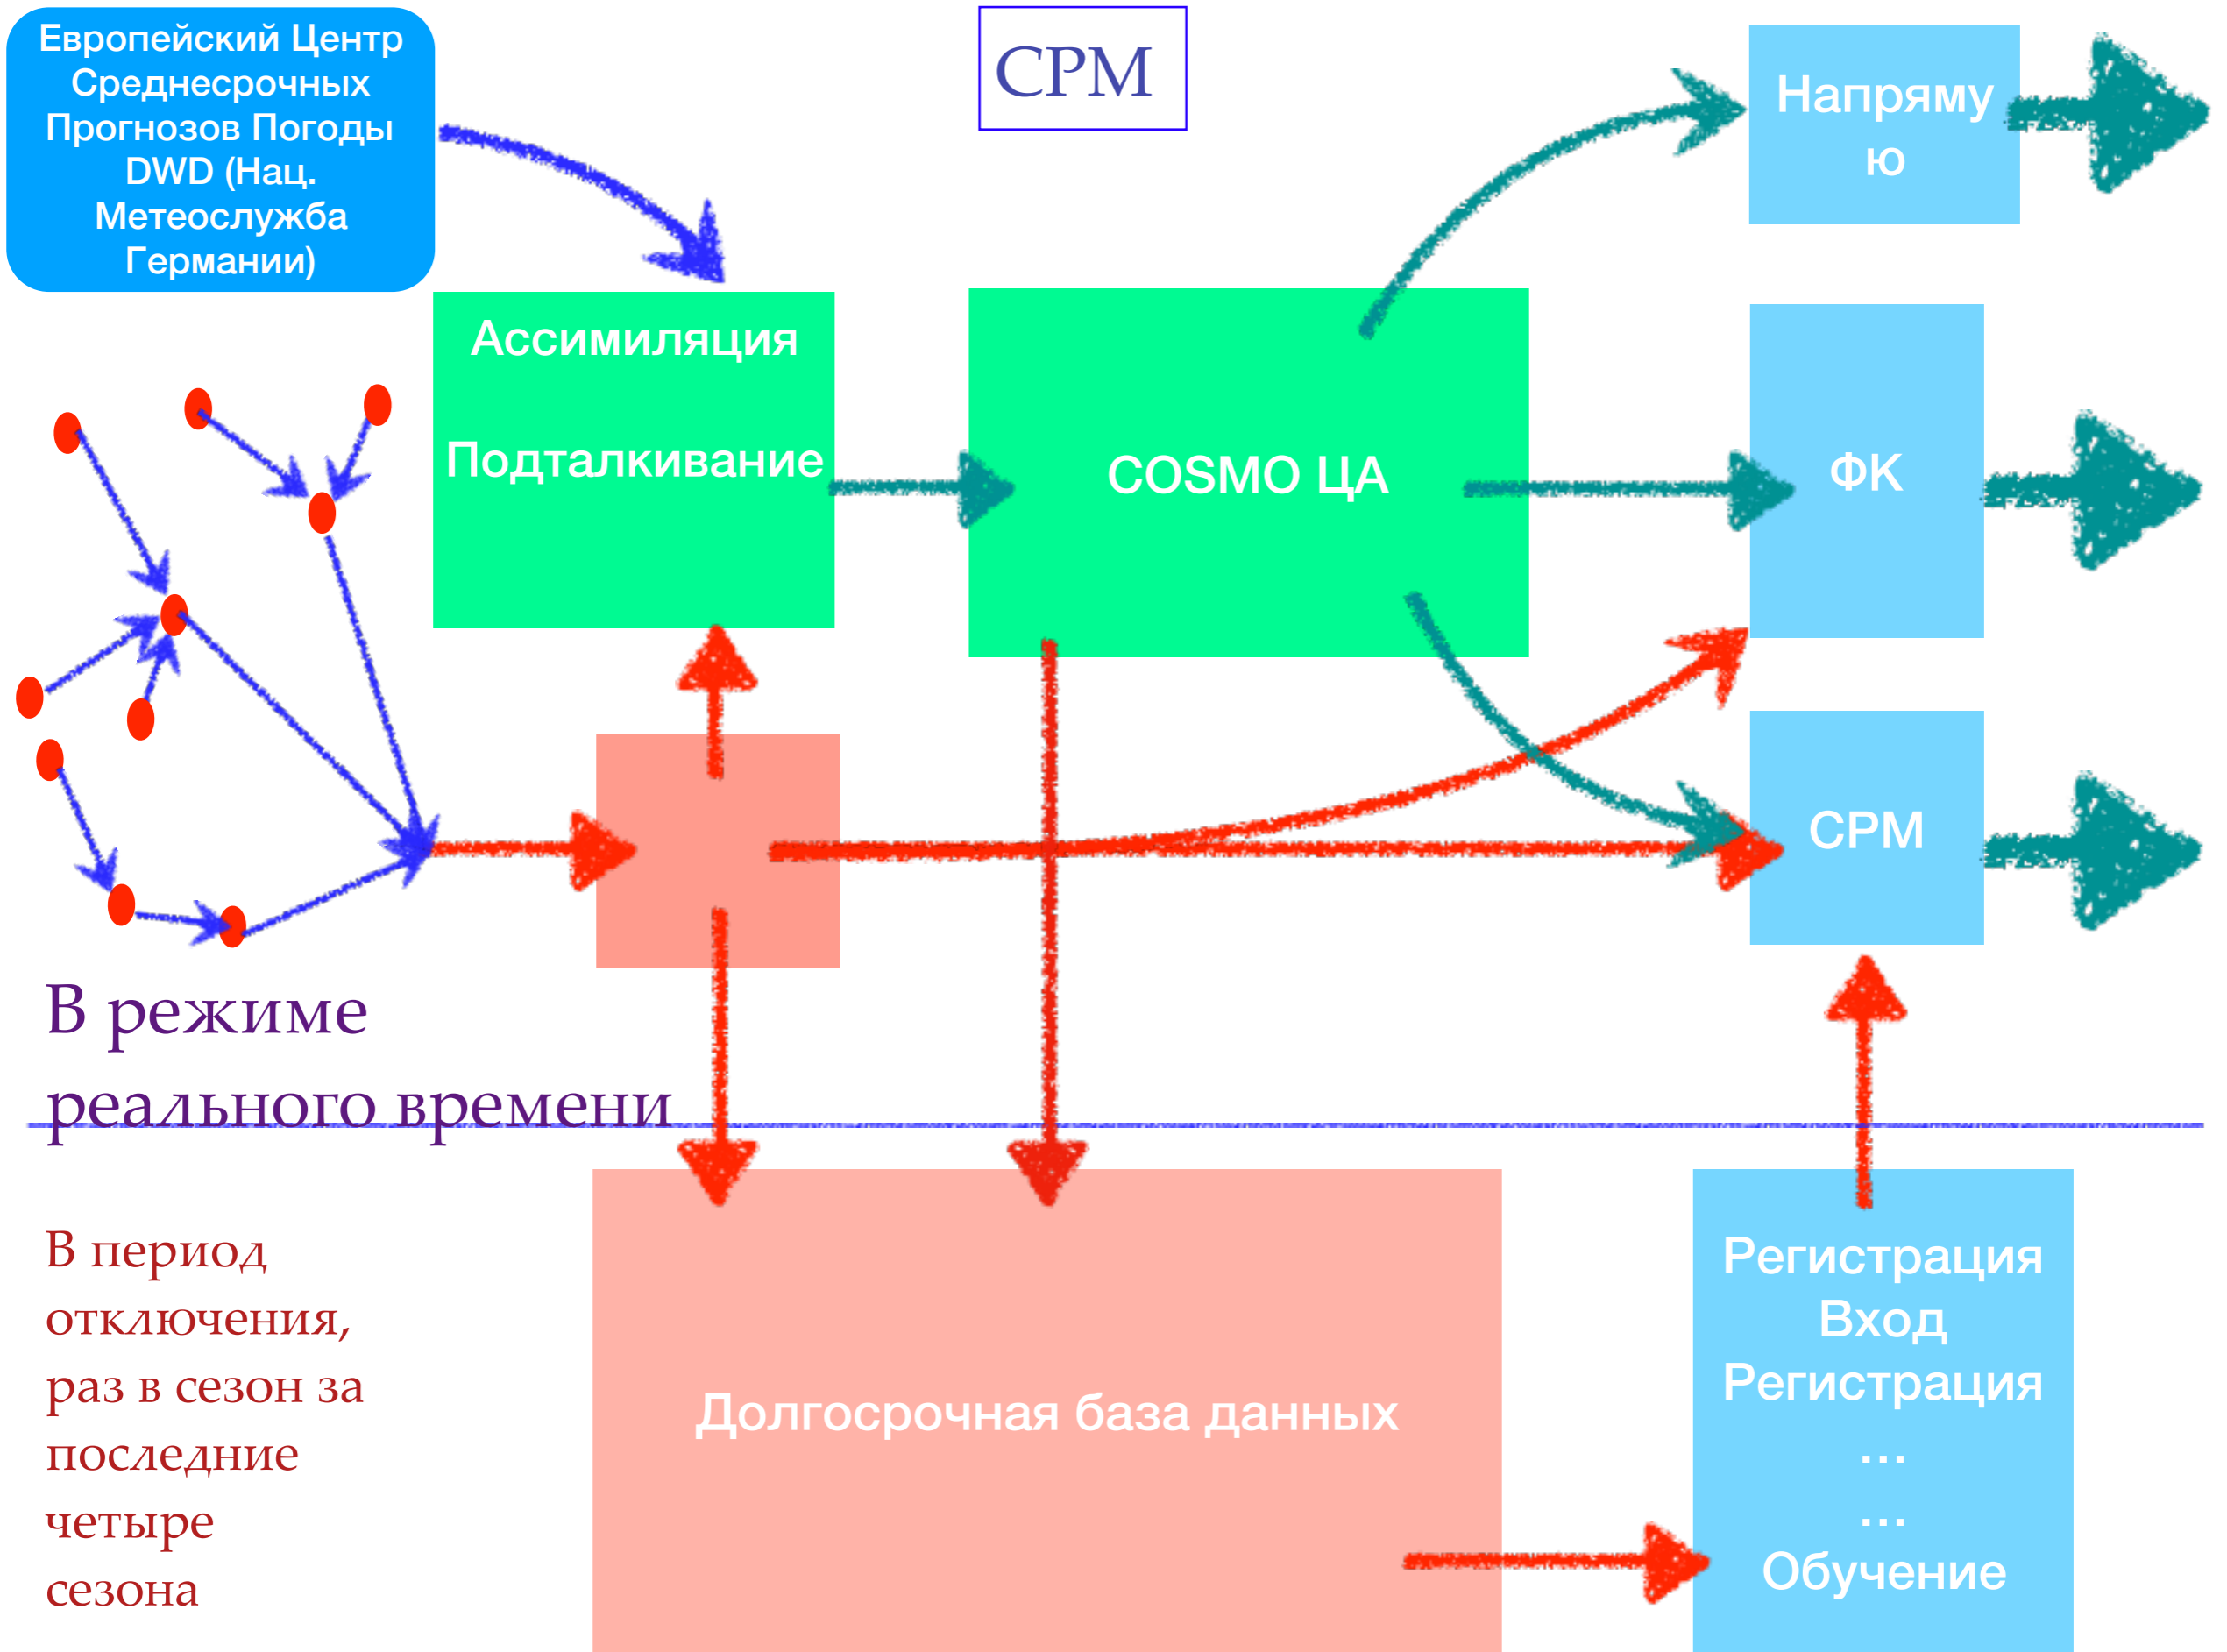 Европейский Центр
Среднесрочных
Прогнозов Погоды
DWD (Нац.
Метеослужба
Германии)
СРМ
Напряму
ю
Ассимиляция
Подталкивание
COSMO ЦА
ФК
СРМ
В режиме
реального времени
В период
отключения,
раз в сезон за
последние
четыре
сезона
Долгосрочная база данных
Регистрация
Вход
Регистрация
...
...
Обучение